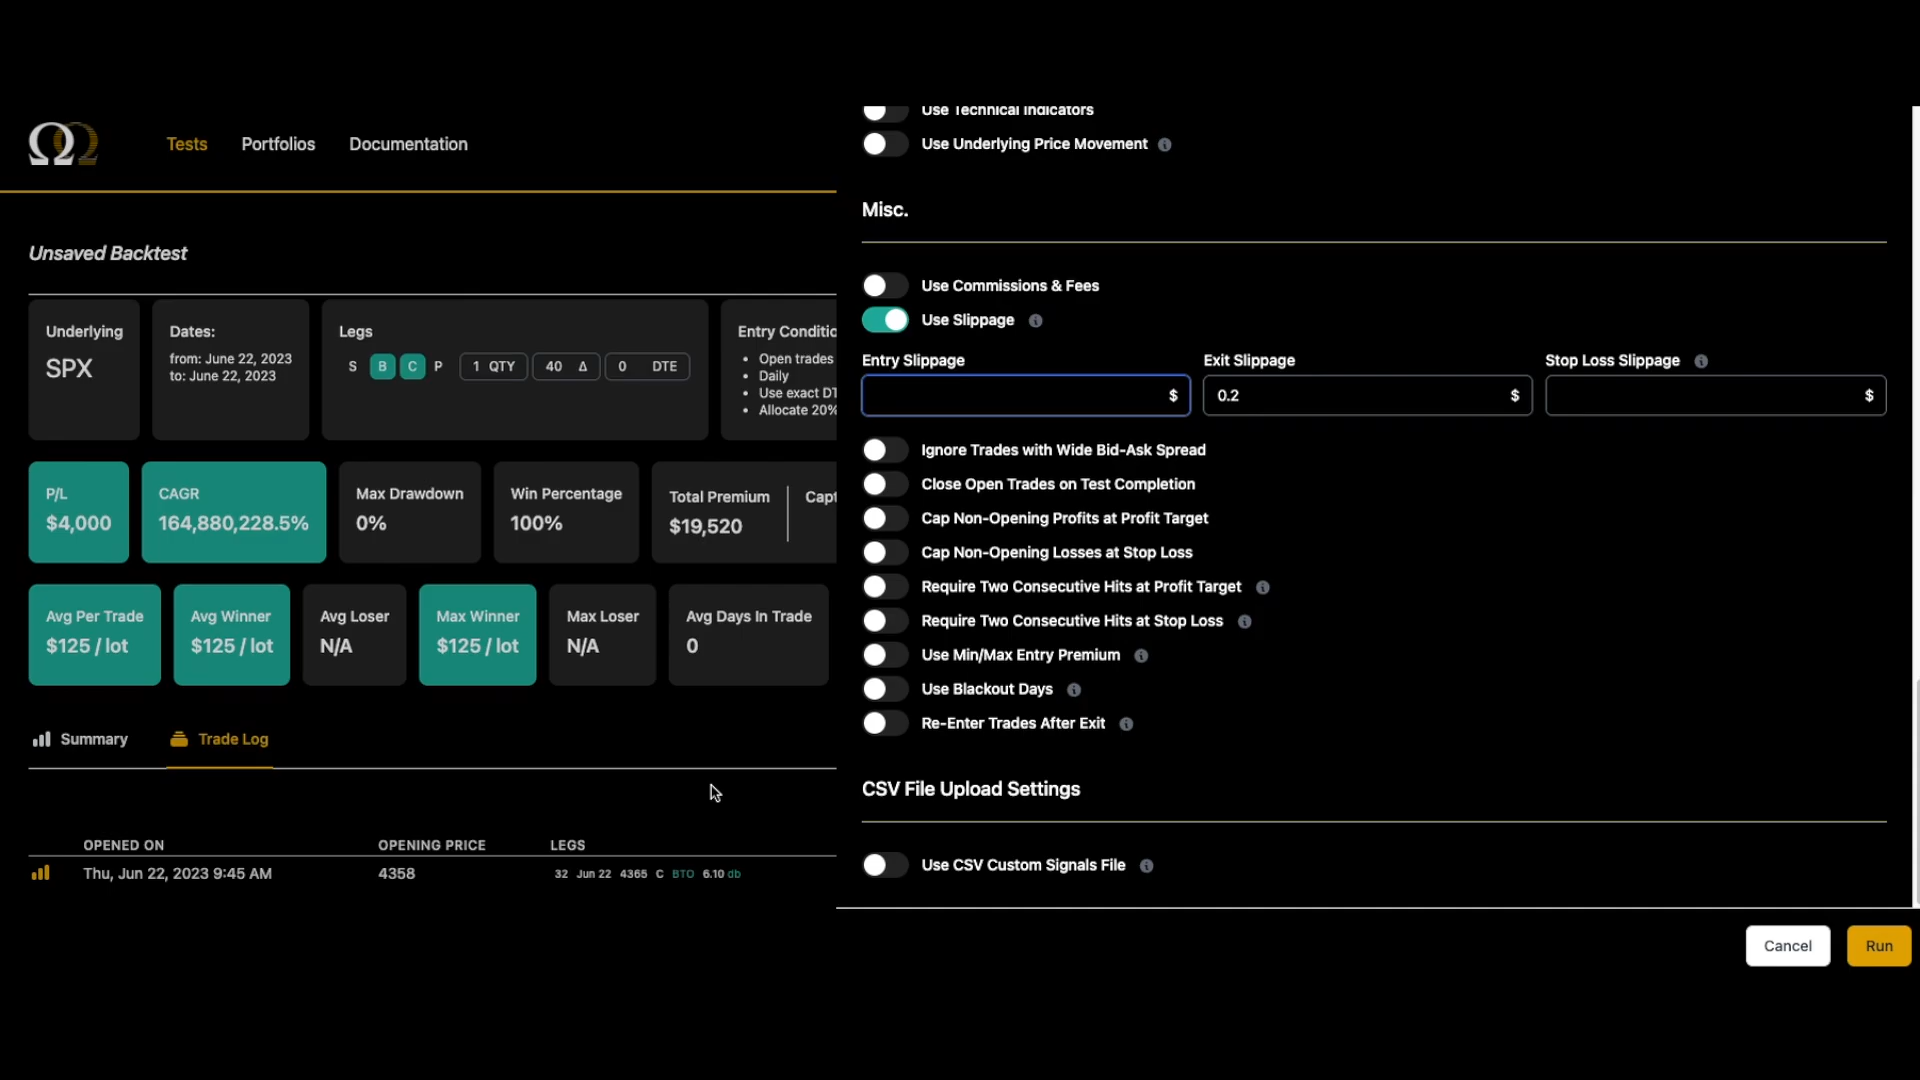 Tests Portfolios Documentation
Unsaved Backtest
Underlying
SPX
Dates:
from: June 22, 2023
to: June 22, 2023
Legs
S B C P 1 QTY 40 Δ 0 DTE
Entry Conditio
• Open trades
• Daily
• Use exact DT
• Allocate 20%
P/L
$4,000
CAGR
164,880,228.5%
Max Drawdown
0%
Win Percentage
100%
Total Premium
$19,520
Capt
Avg Per Trade
$125 / lot
Avg Winner
$125 / lot
Avg Loser
N/A
Max Winner
$125 / lot
Max Loser
N/A
Avg Days In Trade
0
Summary Trade Log
OPENED ON OPENING PRICE LEGS
Thu, Jun 22, 2023 9:45 AM 4358 32 Jun 22 4365 C BTO 6.10 db
Use Technical Indicators
Use Underlying Price Movement
Misc.
Use Commissions & Fees
Use Slippage
Entry Slippage Exit Slippage Stop Loss Slippage
$ 0.2 $ $
Ignore Trades with Wide Bid-Ask Spread
Close Open Trades on Test Completion
Cap Non-Opening Profits at Profit Target
Cap Non-Opening Losses at Stop Loss
Require Two Consecutive Hits at Profit Target
Require Two Consecutive Hits at Stop Loss
Use Min/Max Entry Premium
Use Blackout Days
Re-Enter Trades After Exit
CSV File Upload Settings
Use CSV Custom Signals File
Cancel Run